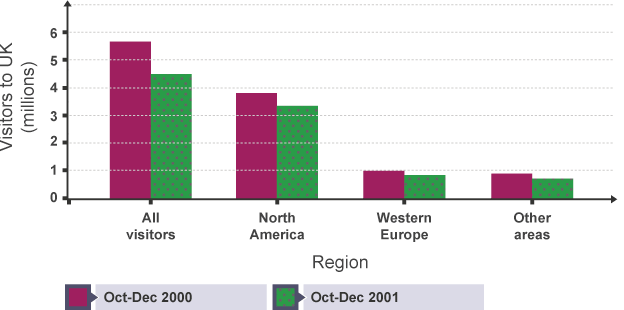 Visitors to UK
(millions)
6
5
4
3
2
1
0
All
visitors
North
America
Western
Europe
Other
areas
Region
Oct-Dec 2000
Oct-Dec 2001